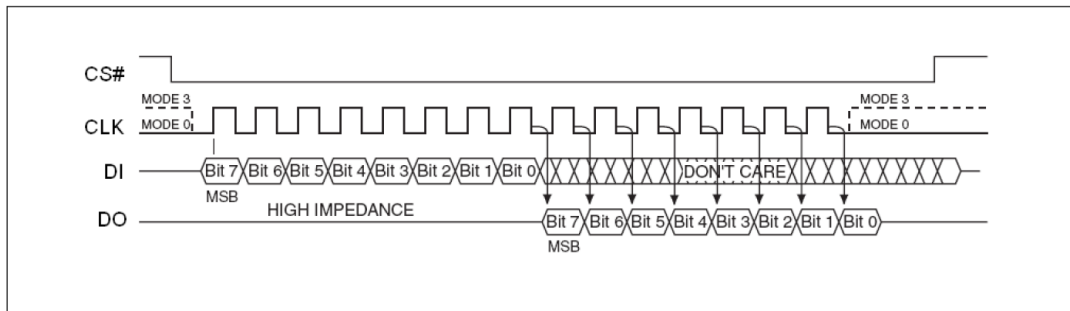 CS#
MODE 3 MODE 3
CLK MODE 0 MODE 0
DI Bit 7 Bit 6 Bit 5 Bit 4 Bit 3 Bit 2 Bit 1 Bit 0 DON'T CARE
MSB
HIGH IMPEDANCE
DO Bit 7 Bit 6 Bit 5 Bit 4 Bit 3 Bit 2 Bit 1 Bit 0
MSB